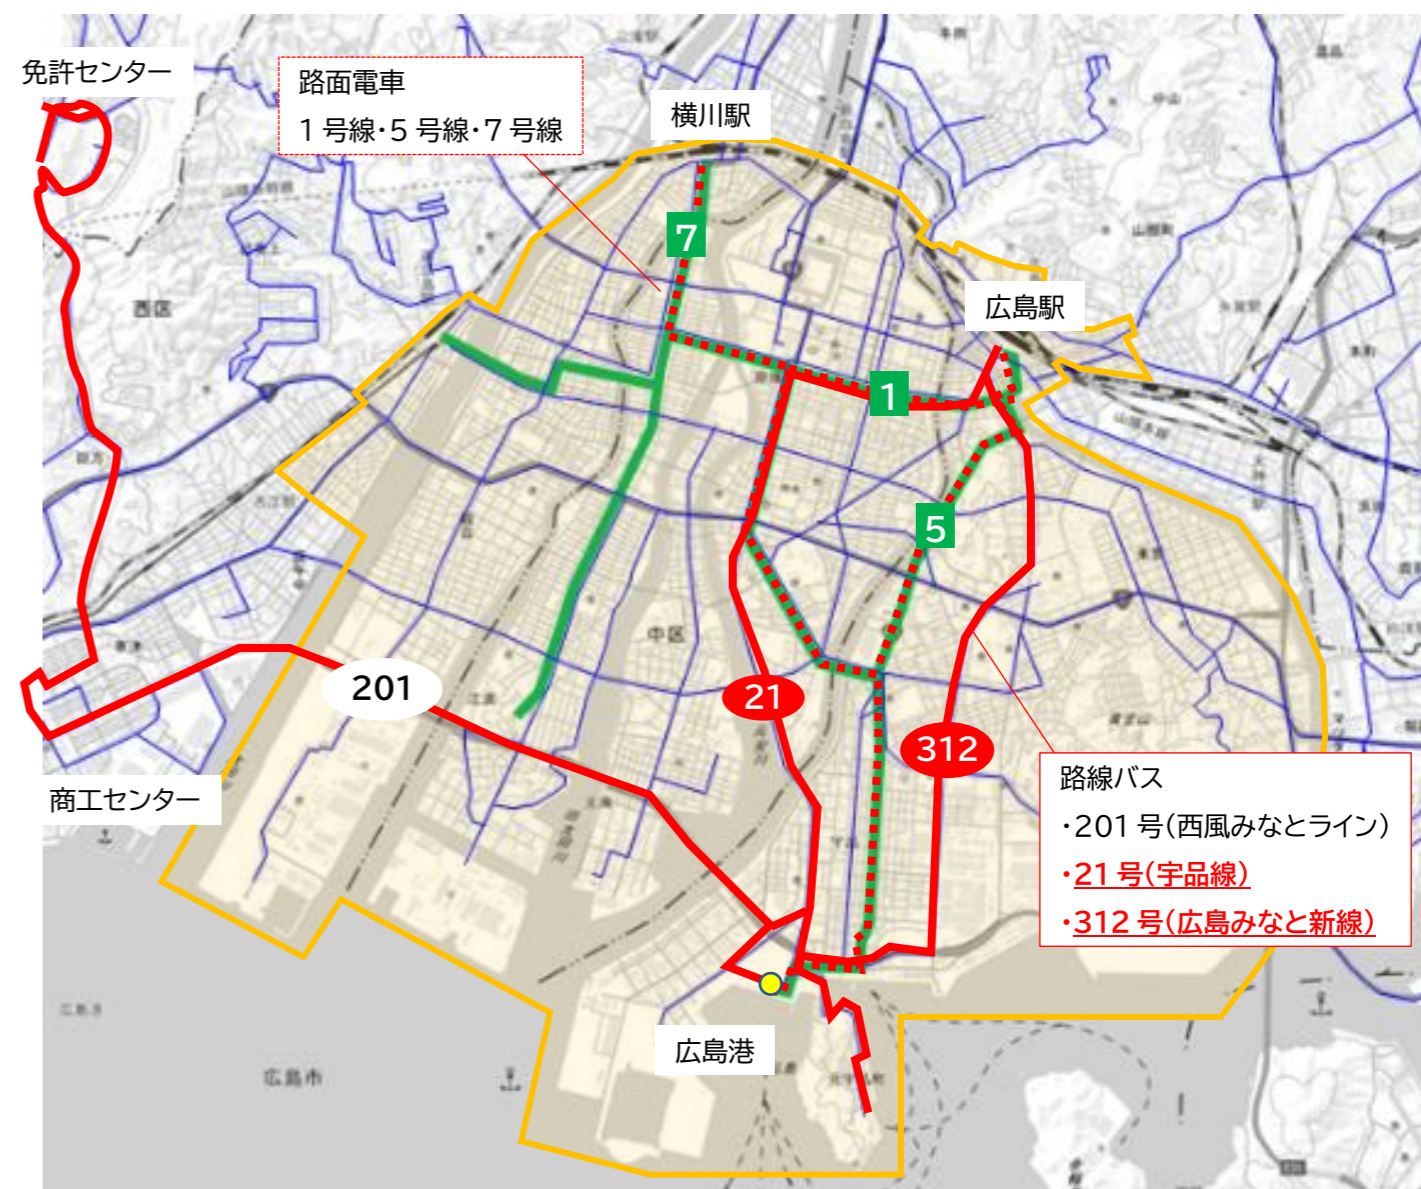 免許センター
路面電車
1号線・5号線・7号線
横川駅
7
広島駅
西区
山根町
1
5
中区
201
21
312
商工センター
路線バス
・201号(西風みなとライン)
・21号(宇品線)
・312号(広島みなと新線)
広島港
広島市